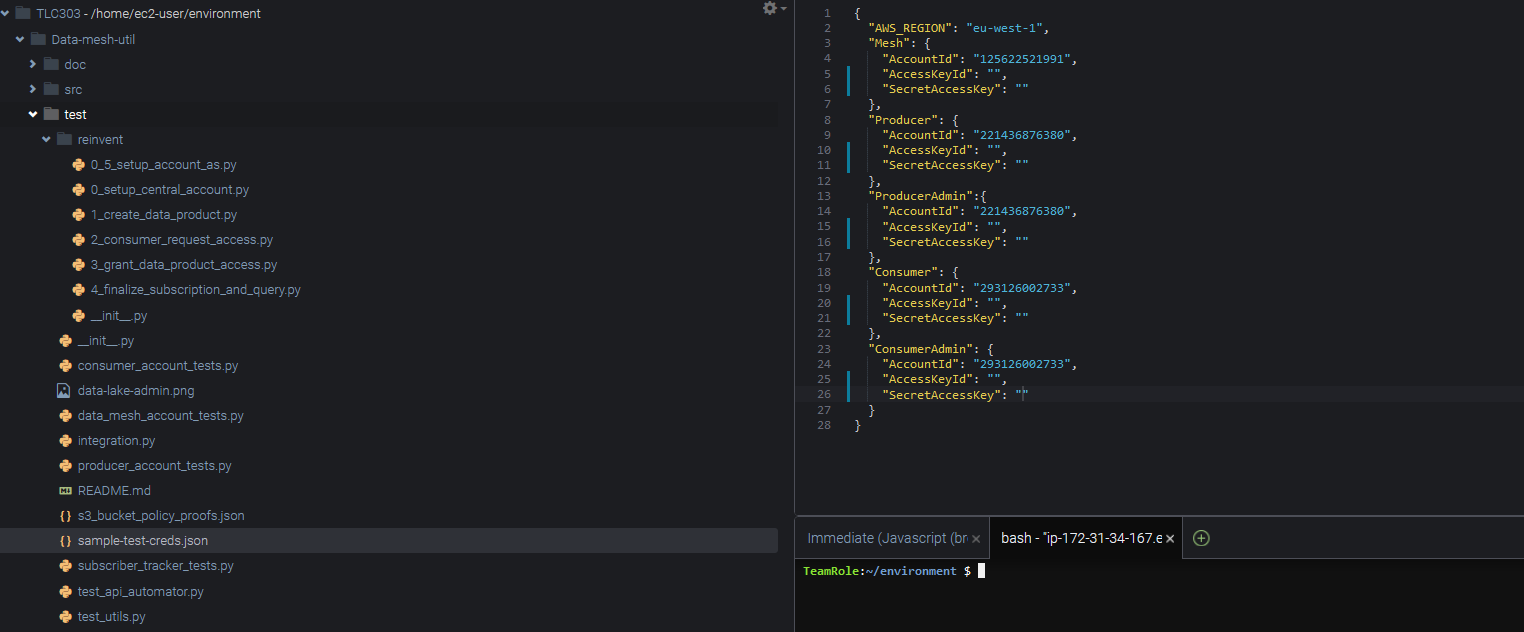 TLC303 - /home/ec2-user/environment
Data-mesh-util
doc
src
test
reinvent
0_5_setup_account_as.py
0_setup_central_account.py
1_create_data_product.py
2_consumer_request_access.py
3_grant_data_product_access.py
4_finalize_subscription_and_query.py
__init__.py
__init__.py
consumer_account_tests.py
data-lake-admin.png
data_mesh_account_tests.py
integration.py
producer_account_tests.py
README.md
s3_bucket_policy_proofs.json
sample-test-creds.json
subscriber_tracker_tests.py
test_api_automator.py
test_utils.py
1 {
2 "AWS_REGION": "eu-west-1",
3 "Mesh": {
4 "AccountId": "125622521991",
5 "AccessKeyId": "",
6 "SecretAccessKey": ""
7 },
8 "Producer": {
9 "AccountId": "221436876380",
10 "AccessKeyId": "",
11 "SecretAccessKey": ""
12 },
13 "ProducerAdmin":{
14 "AccountId": "221436876380",
15 "AccessKeyId": "",
16 "SecretAccessKey": ""
17 },
18 "Consumer": {
19 "AccountId": "293126002733",
20 "AccessKeyId": "",
21 "SecretAccessKey": ""
22 },
23 "ConsumerAdmin": {
24 "AccountId": "293126002733",
25 "AccessKeyId": "",
26 "SecretAccessKey": ""
27 }
28 }
Immediate (Javascript (br × bash - "ip-172-31-34-167.e ×
TeamRole:~/environment $